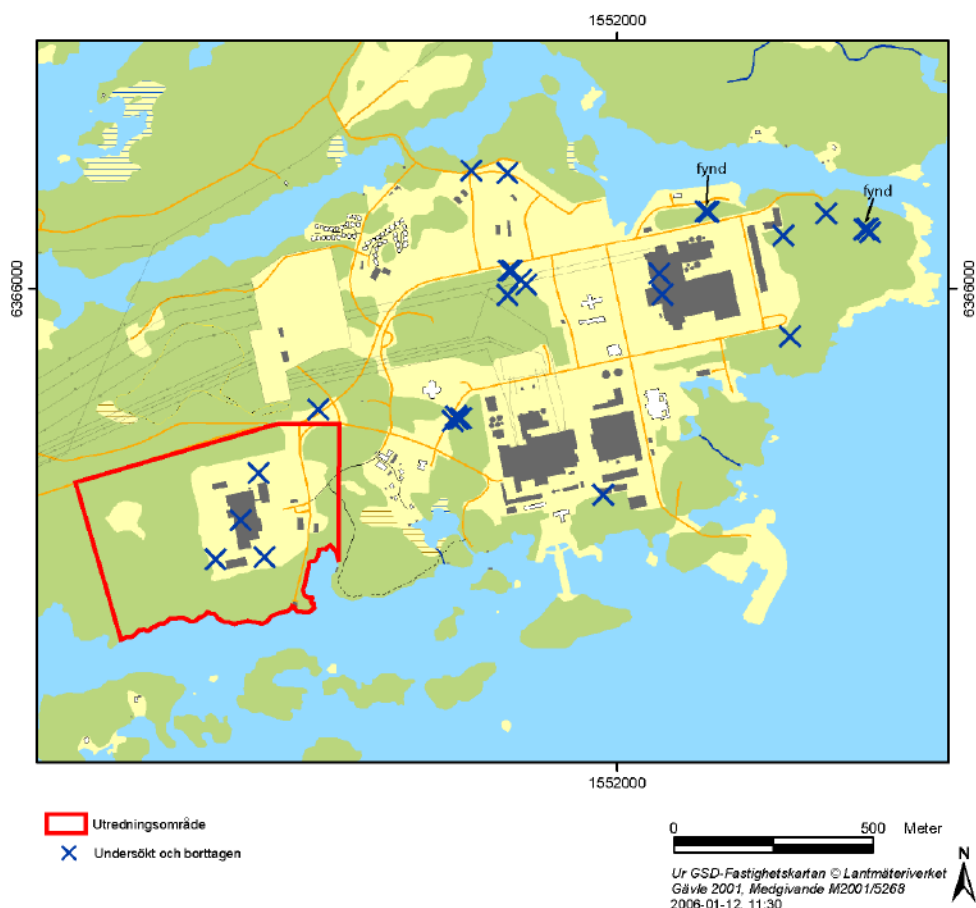 1552000
fynd
fynd
6366000
6366000
1552000
Utredningsområde
Undersökt och borttagen
0 500 Meter
Ur GSD-Fastighetskartan © Lantmäteriverket
Gävle 2001, Medgivande M2001/5268
2006-01-12, 11:30
N